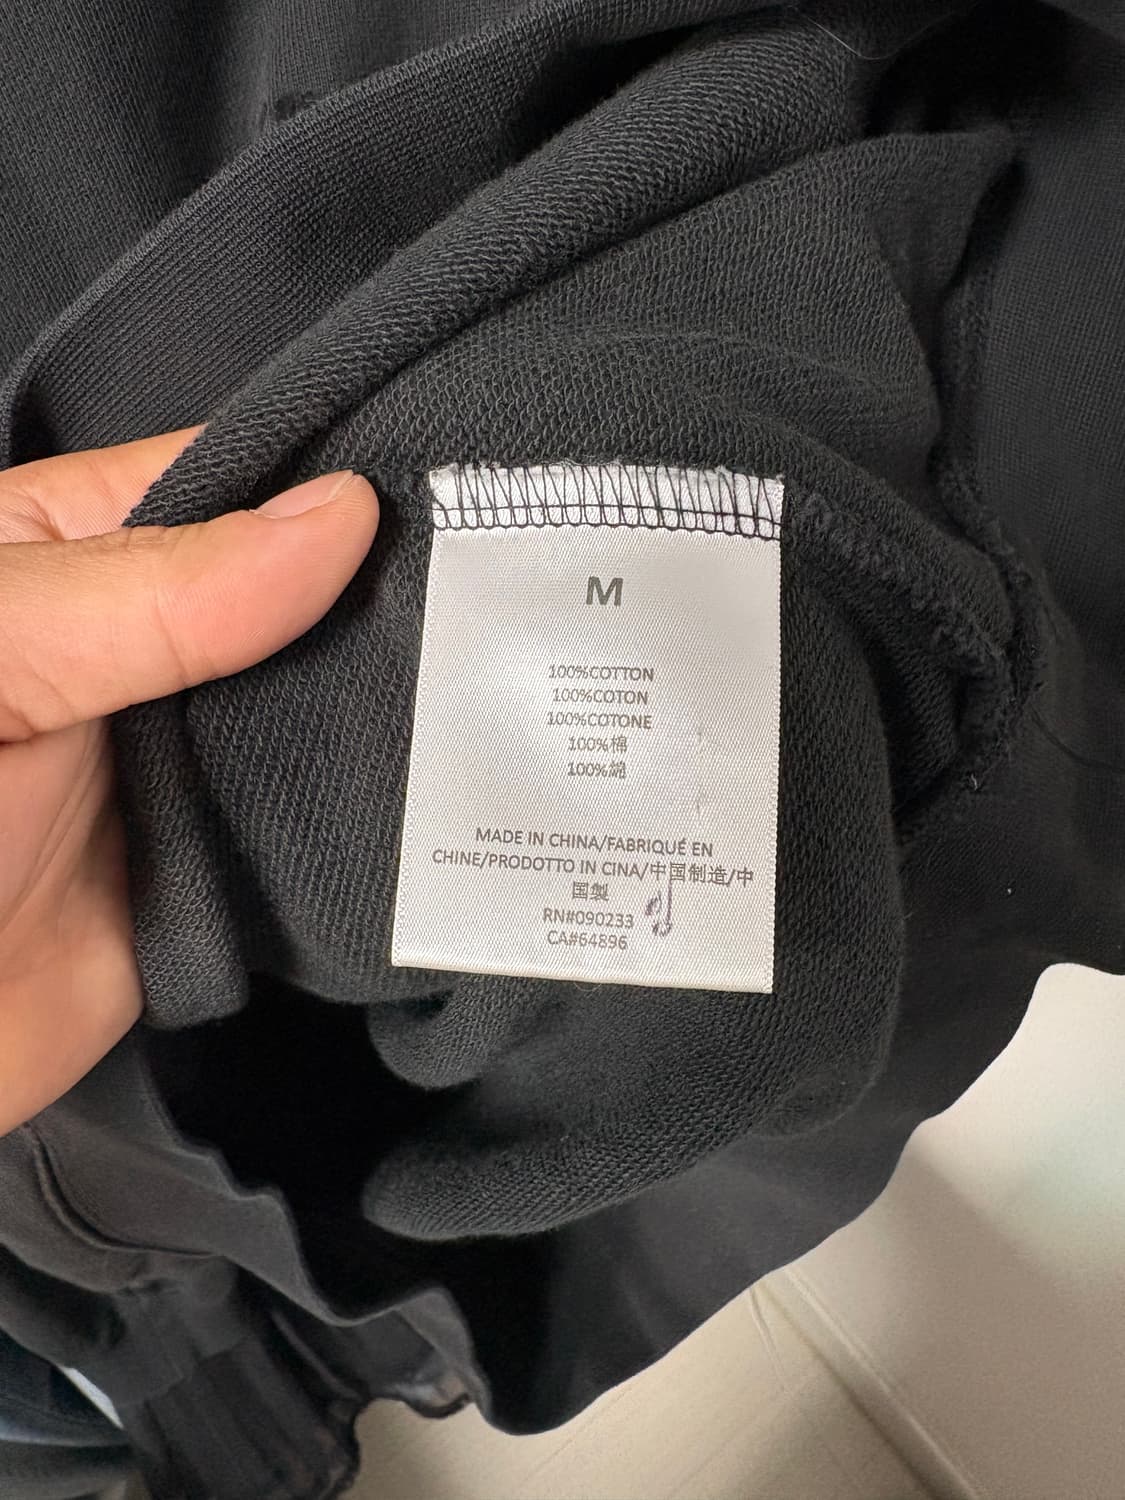 M
100%COTTON
100%COTON
100%COTONE
100%棉
100%綿
MADE IN CHINA/FABRIQUÉ EN
CHINE/PRODOTTO IN CINA/中国制造/中
国製
RN#090233
CA#64896